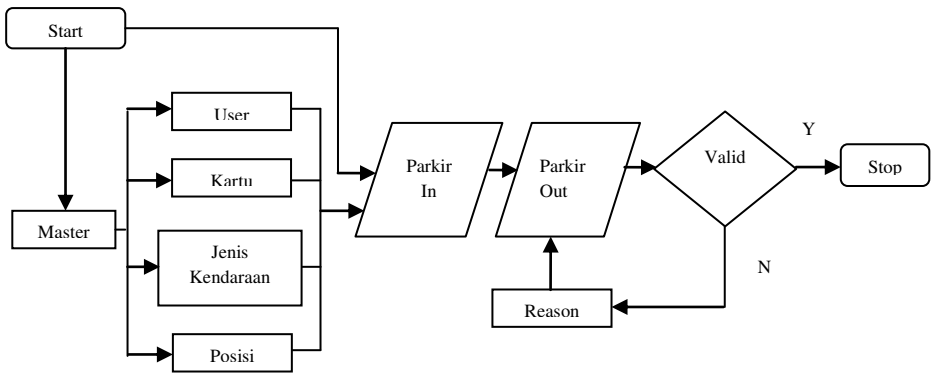 Start
User
Kartu
Master
Jenis
Kendaraan
Posisi
Parkir
In
Parkir
Out
Valid
Y
Stop
N
Reason